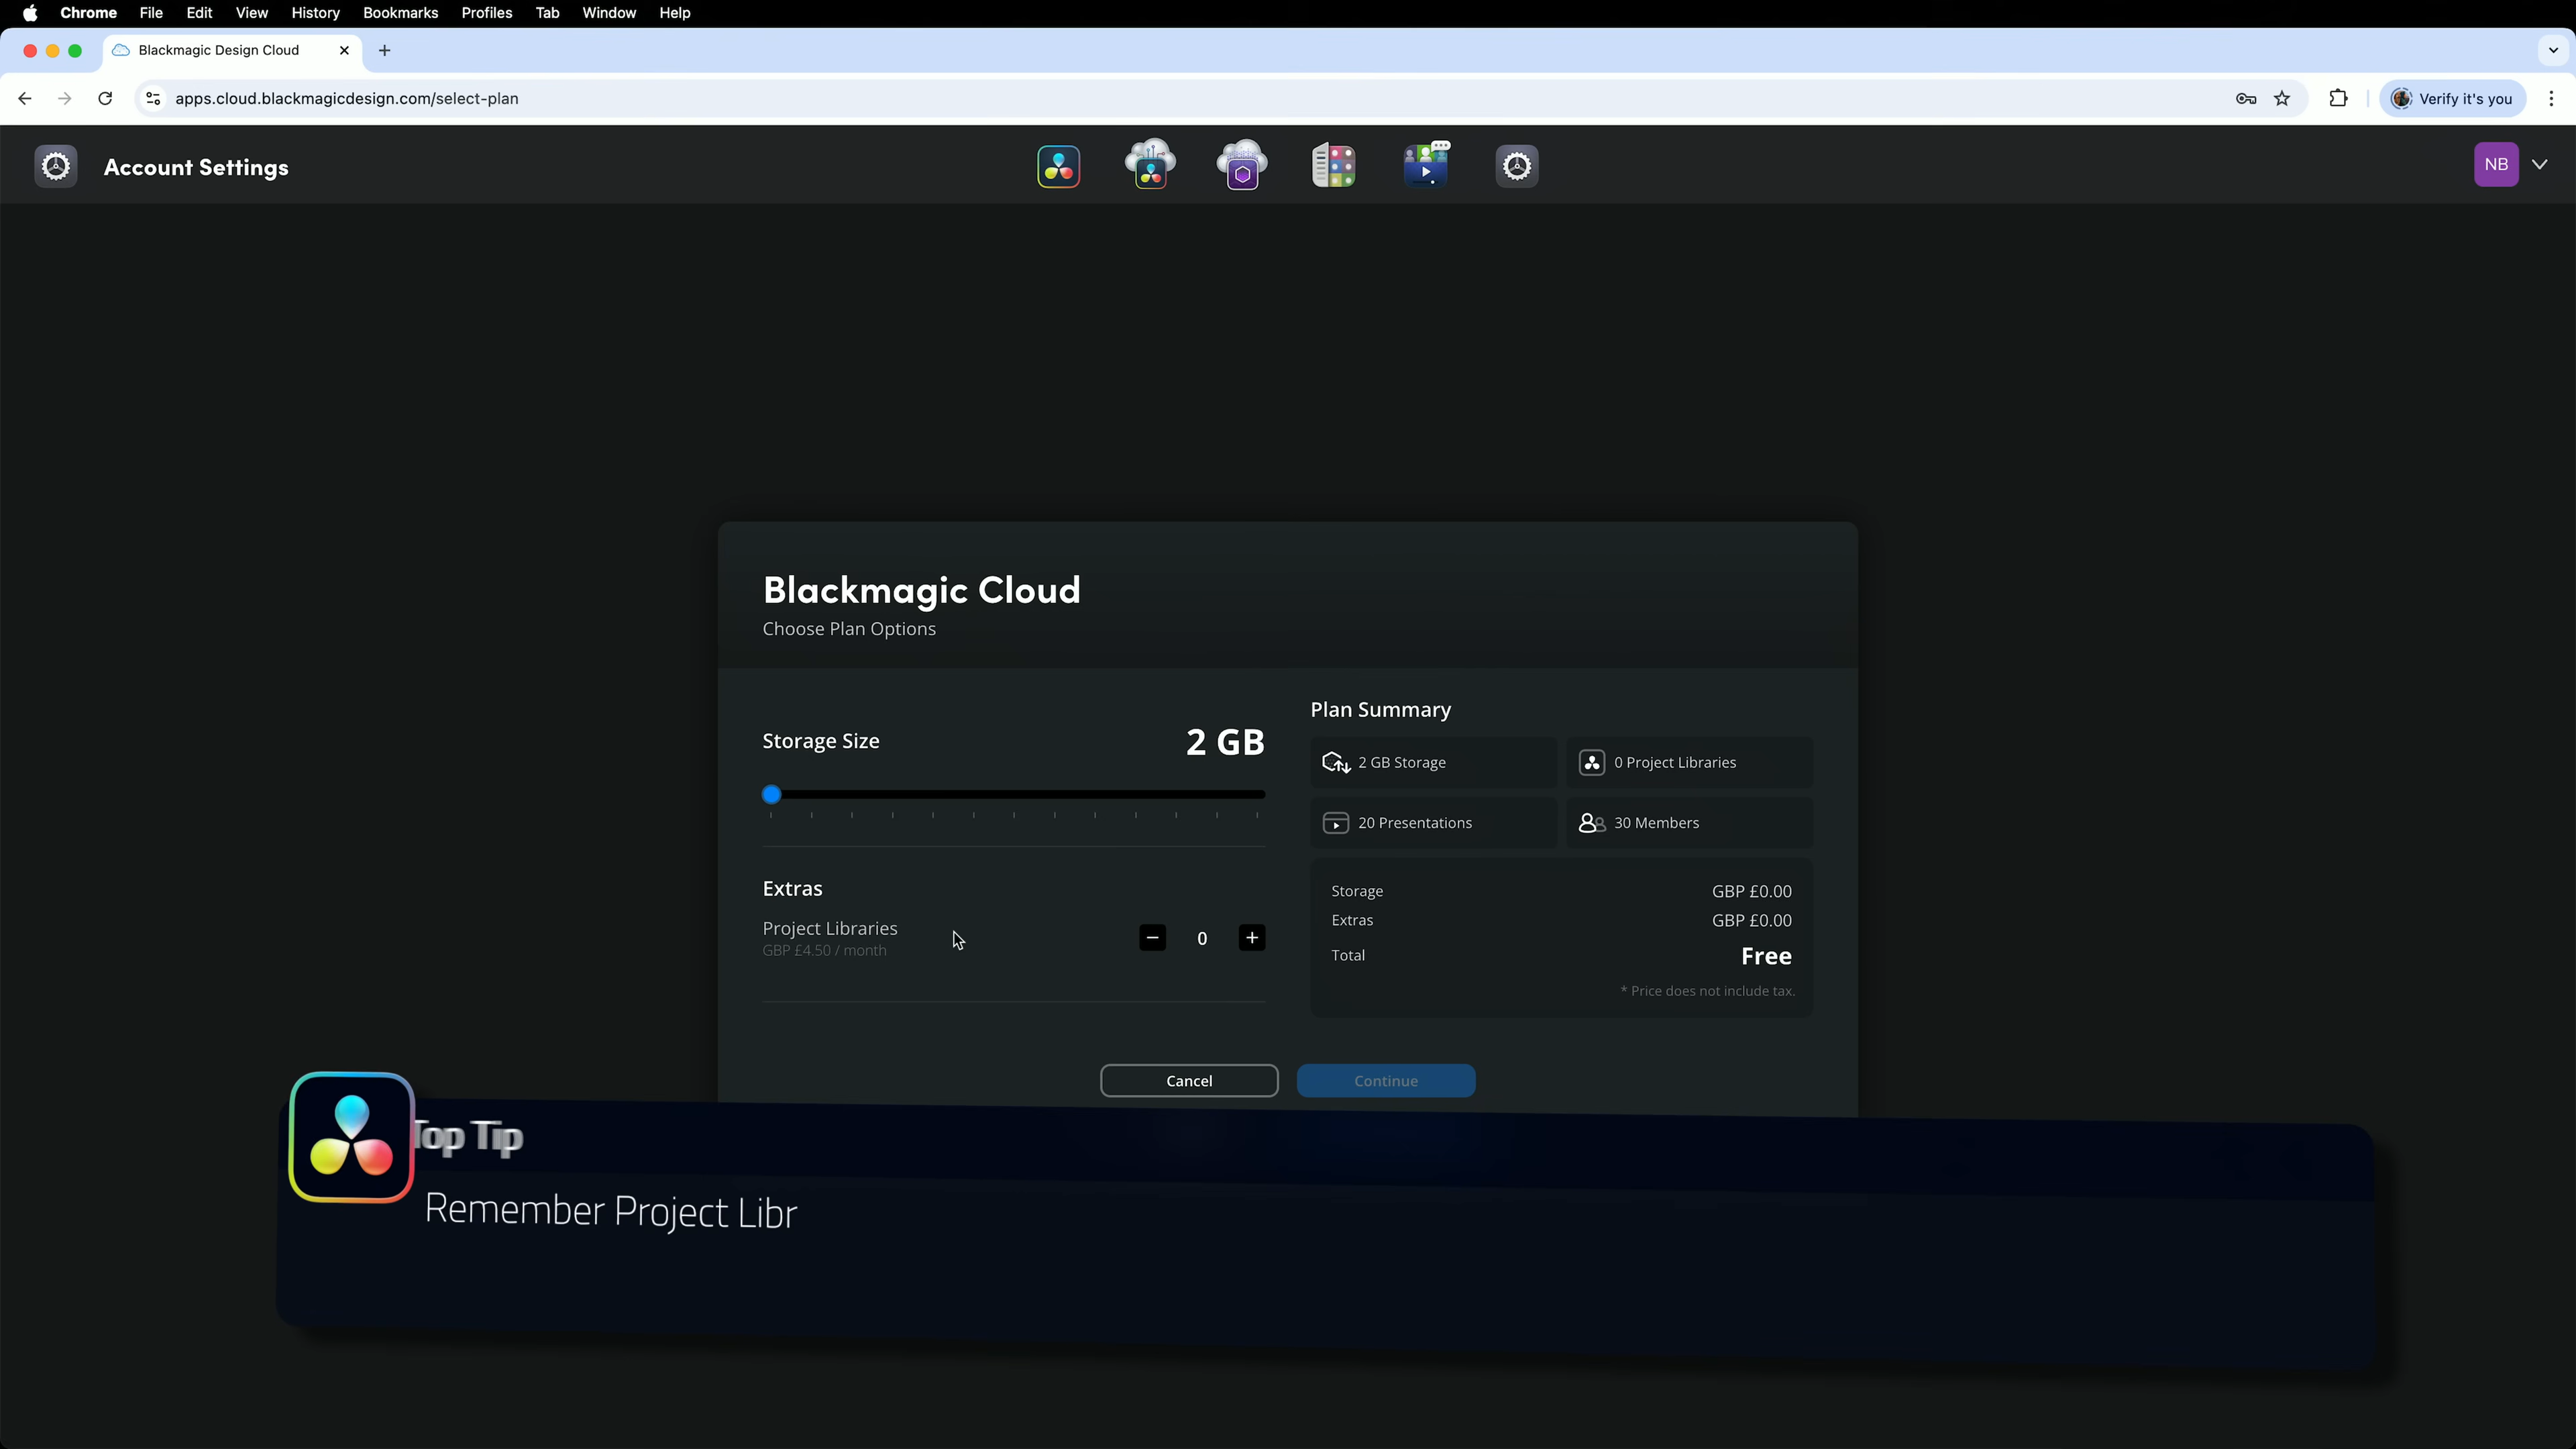 Chrome File Edit View History Bookmarks Profiles Tab Window Help
Blackmagic Design Cloud
apps.cloud.blackmagicdesign.com/select-plan
Verify it's you
Account Settings
NB
Blackmagic Cloud
Choose Plan Options
Storage Size
2 GB
Extras
Project Libraries
GBP £4.50 / month
0
Plan Summary
2 GB Storage
0 Project Libraries
20 Presentations
30 Members
Storage GBP £0.00
Extras GBP £0.00
Total Free
* Price does not include tax.
Cancel
Continue
Top Tip
Remember Project Libr